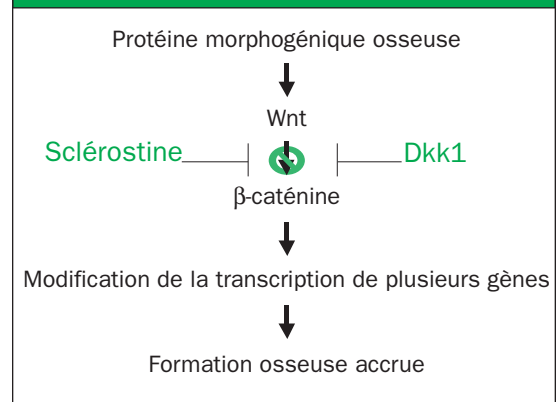 Protéine morphogénique osseuse
Wnt
Sclérostine
Dkk1
β-caténine
Modification de la transcription de plusieurs gènes
Formation osseuse accrue